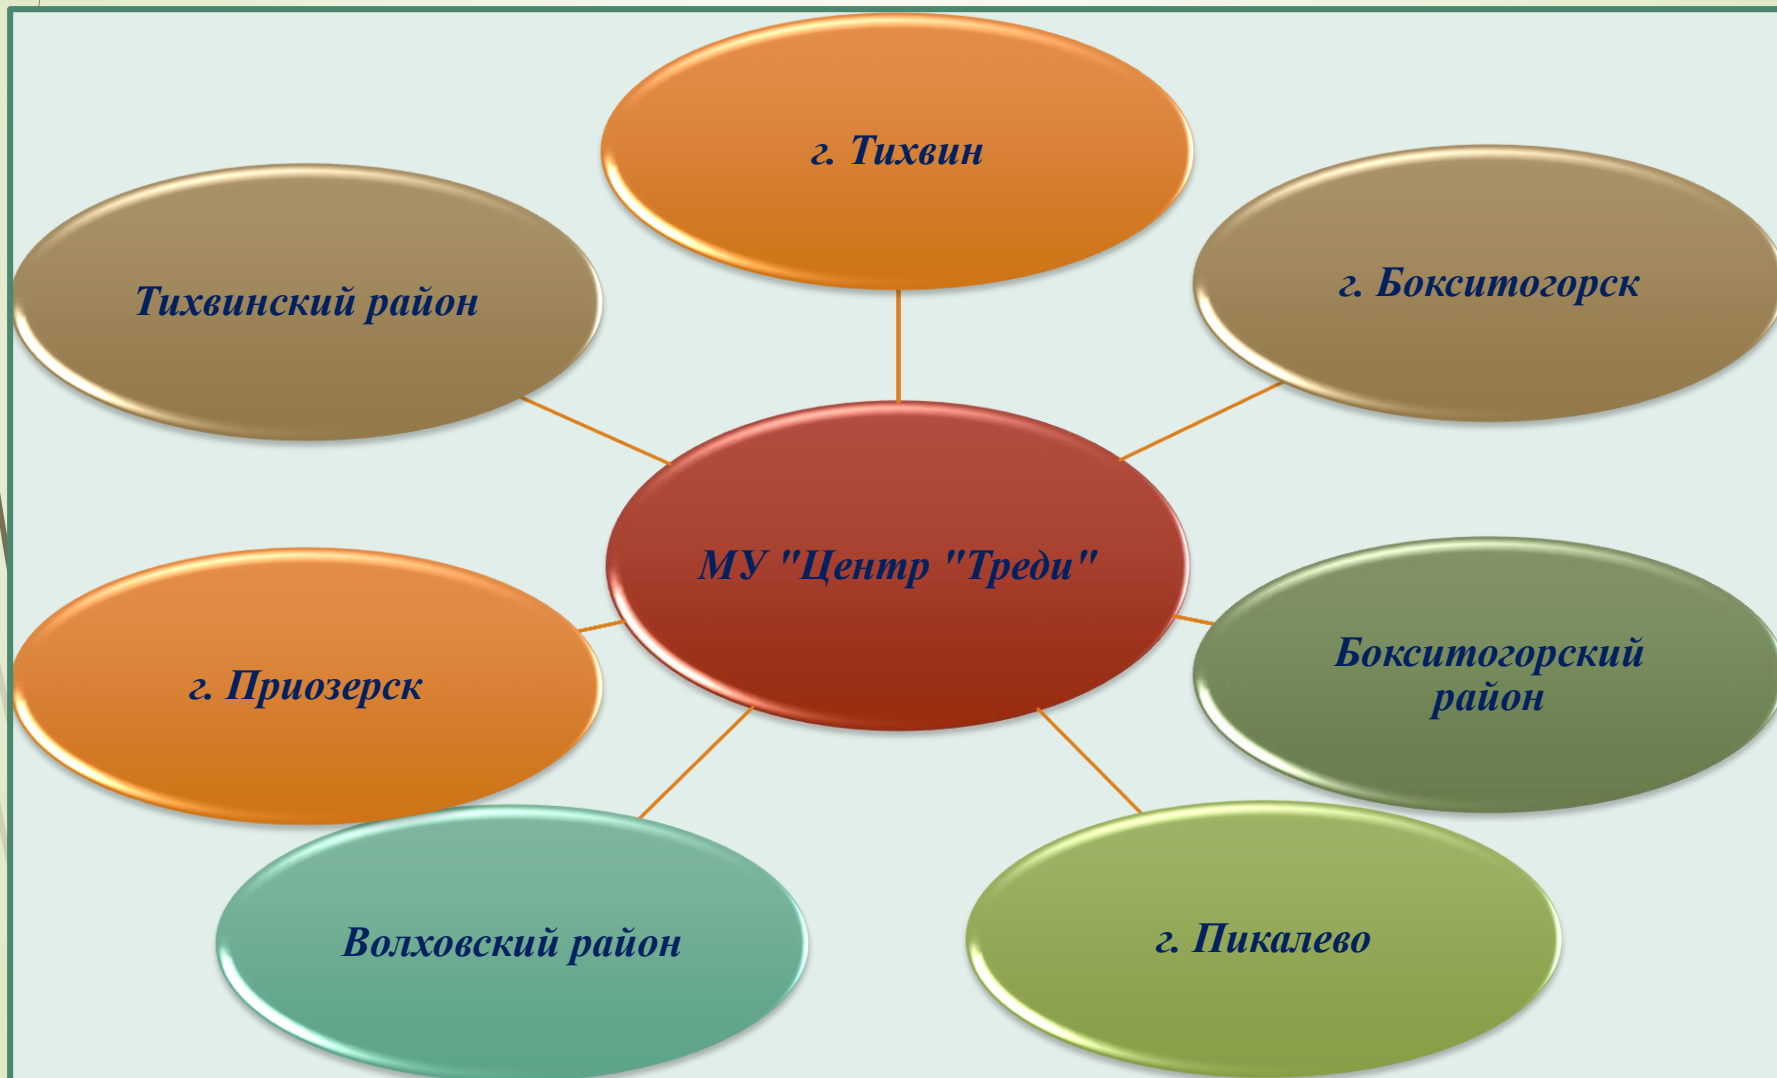 г. Тихвин
г. Бокситогорск
Тихвинский район
МУ "Центр "Треди"
Бокситогорский
район
г. Приозерск
Волховский район
г. Пикалево